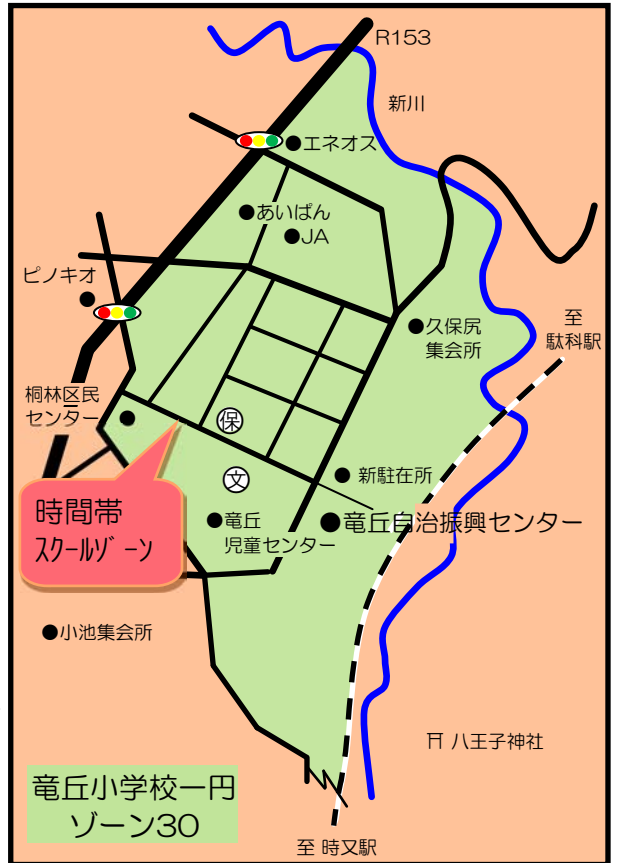 R153
新川
エネオス
あいぱん
JA
ピノキオ
久保尻
集会所
至
駄科駅
桐林区民
センター
保
文
新駐在所
時間帯
スクールゾーン
竜丘
児童センター
竜丘自治振興センター
小池集会所
八王子神社
竜丘小学校一円
ゾーン30
至 時又駅